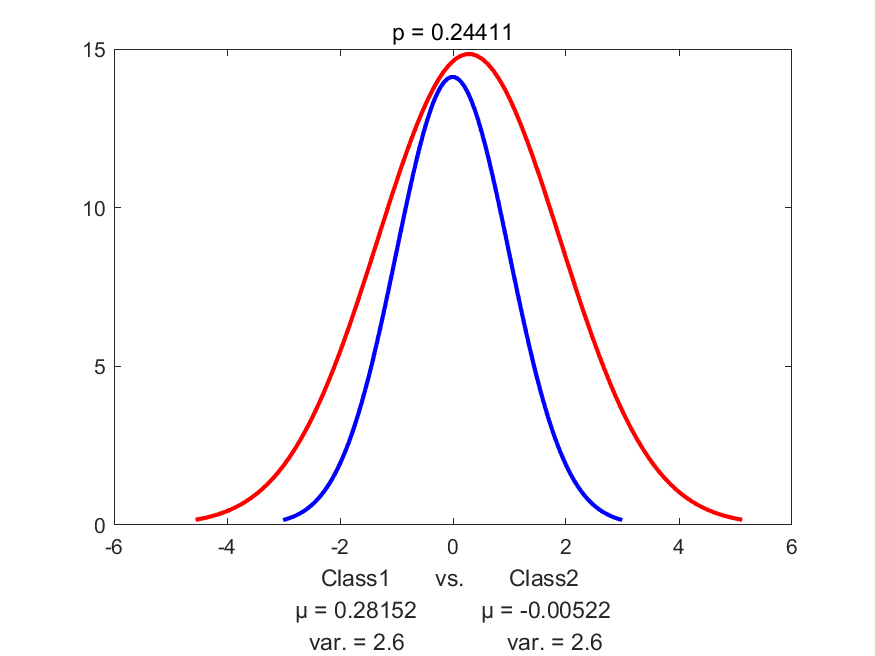 p = 0.24411
15
10
5
0
-6 -4 -2 0 2 4 6
Class1 vs. Class2
μ = 0.28152 μ = -0.00522
var. = 2.6 var. = 2.6